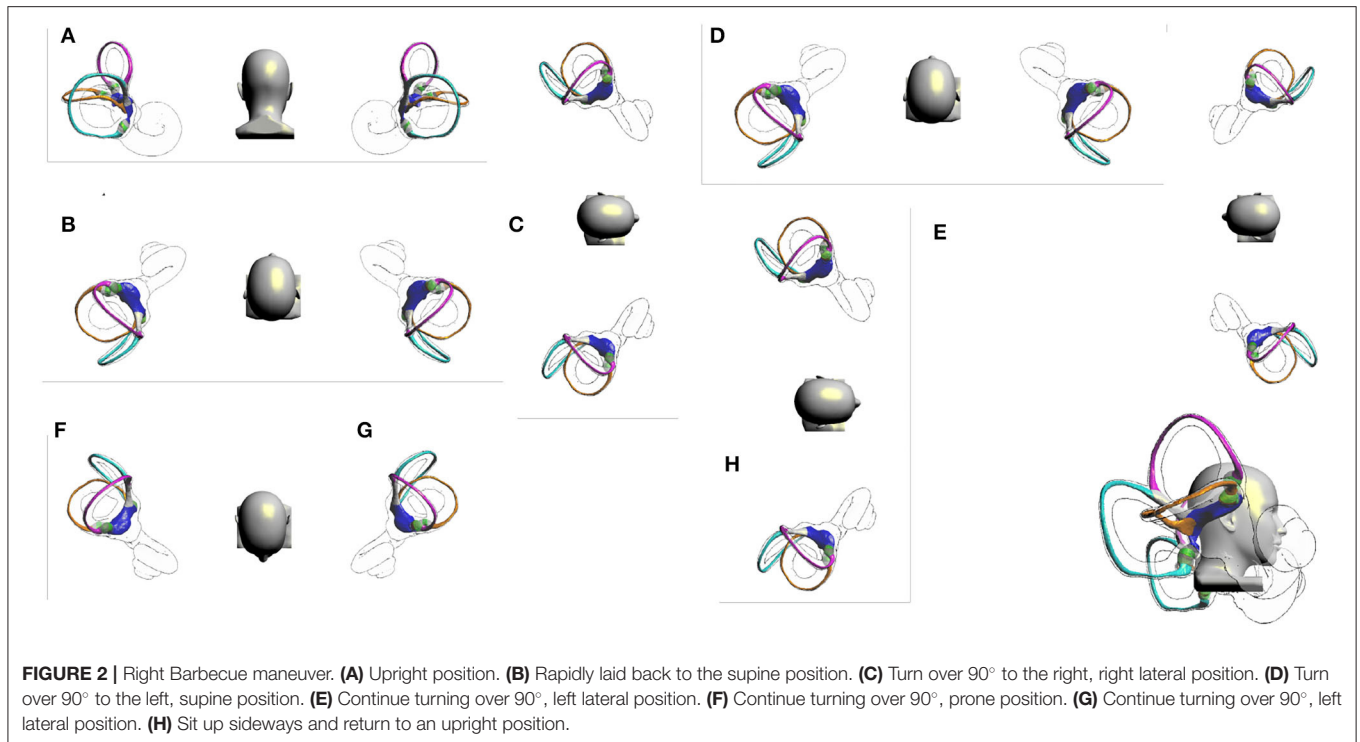 A
D
B
C
E
F
G
H
FIGURE 2 | Right Barbecue maneuver. (A) Upright position. (B) Rapidly laid back to the supine position. (C) Turn over 90° to the right, right lateral position. (D) Turn
over 90° to the left, supine position. (E) Continue turning over 90°, left lateral position. (F) Continue turning over 90°, prone position. (G) Continue turning over 90°, left
lateral position. (H) Sit up sideways and return to an upright position.